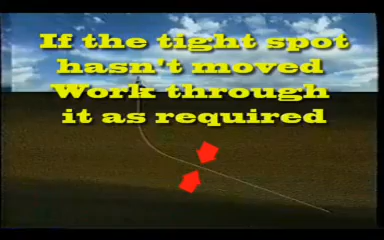 If the tight spot
hasn't moved
Work through
it as required